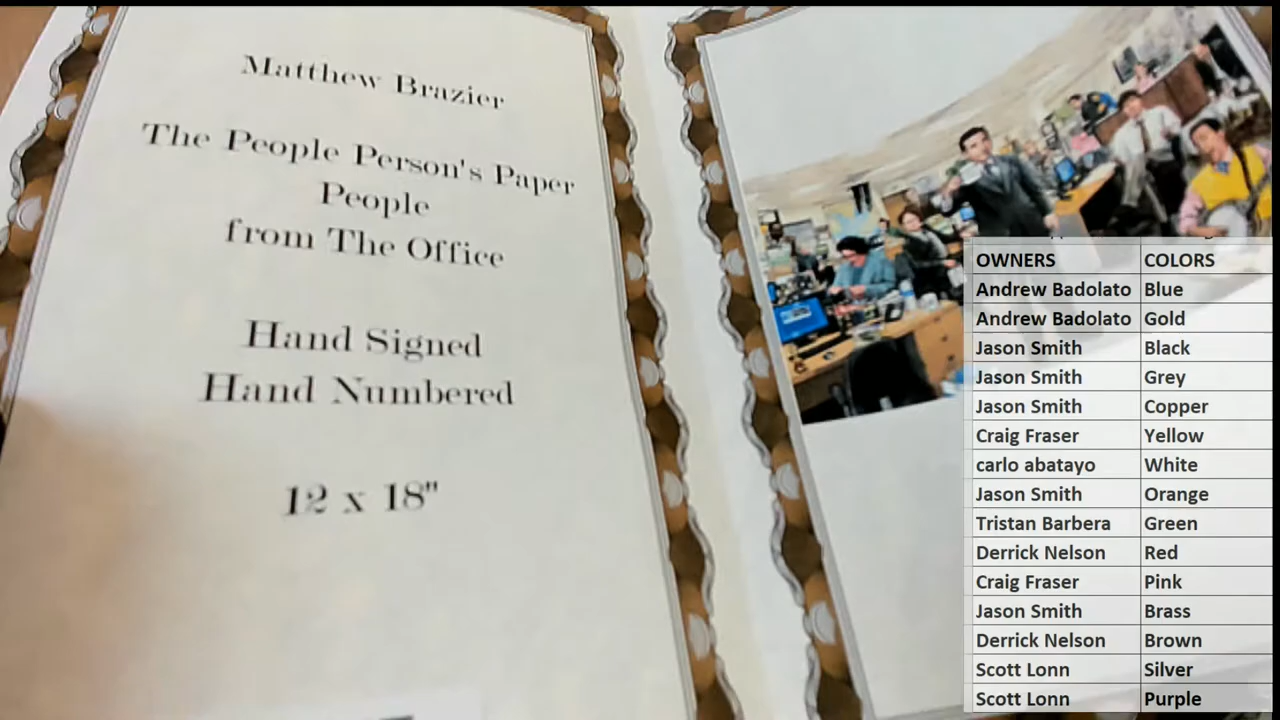 Matthew Brazier
The People Person's Paper
People
from The Office
Hand Signed
Hand Numbered
12 x 18"
OWNERS COLORS
Andrew Badolato Blue
Andrew Badolato Gold
Jason Smith Black
Jason Smith Grey
Jason Smith Copper
Craig Fraser Yellow
carlo abatayo White
Jason Smith Orange
Tristan Barbera Green
Derrick Nelson Red
Craig Fraser Pink
Jason Smith Brass
Derrick Nelson Brown
Scott Lonn Silver
Scott Lonn Purple